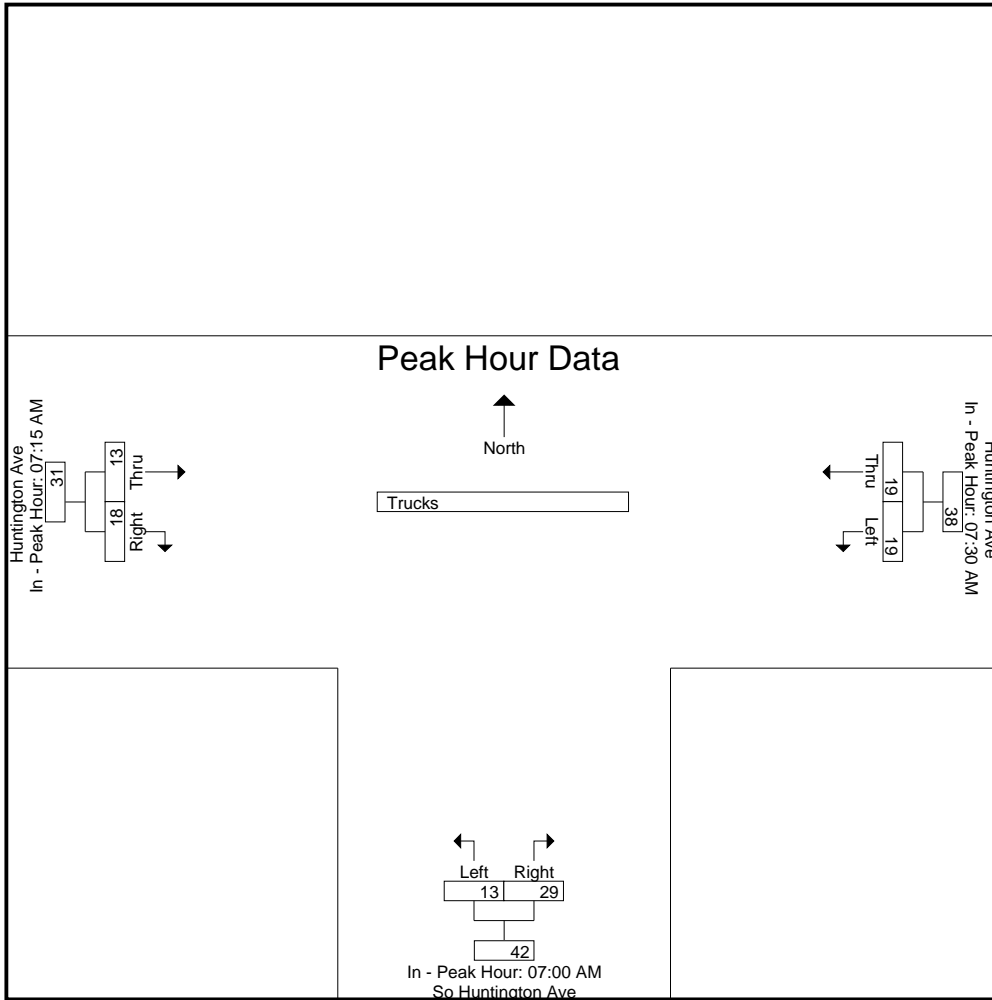 Peak Hour Data
North
Trucks
Huntington Ave
In - Peak Hour: 07:15 AM
31
13
18
Thru
Right
Huntington Ave
In - Peak Hour: 07:30 AM
38
19
19
Thru
Left
Left Right
13 29
42
In - Peak Hour: 07:00 AM
So Huntington Ave